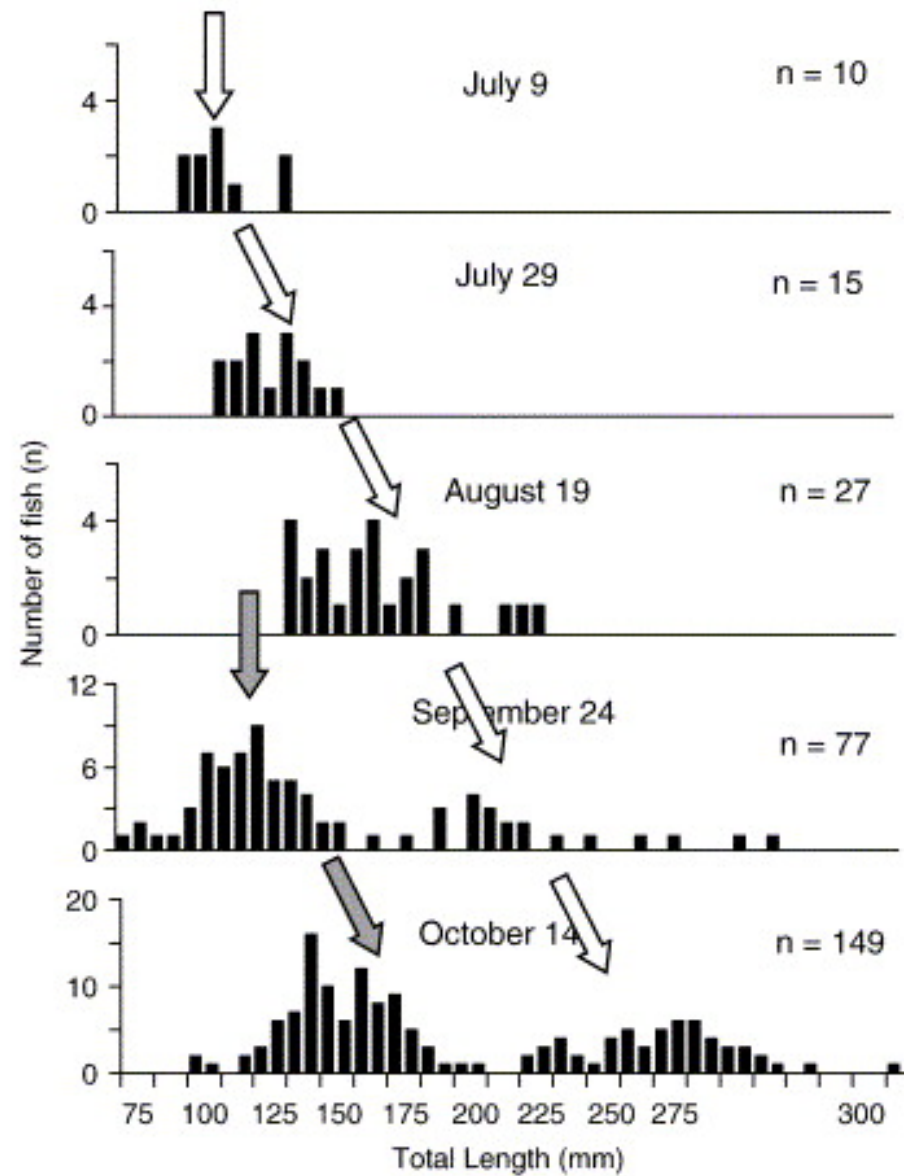 July 9
n = 10
4
0
July 29
n = 15
4
0
August 19
n = 27
4
0
Number of fish (n)
September 24
n = 77
12
6
0
October 14
n = 149
20
10
0
75 100 125 150 175 200 225 250 275 300
Total Length (mm)